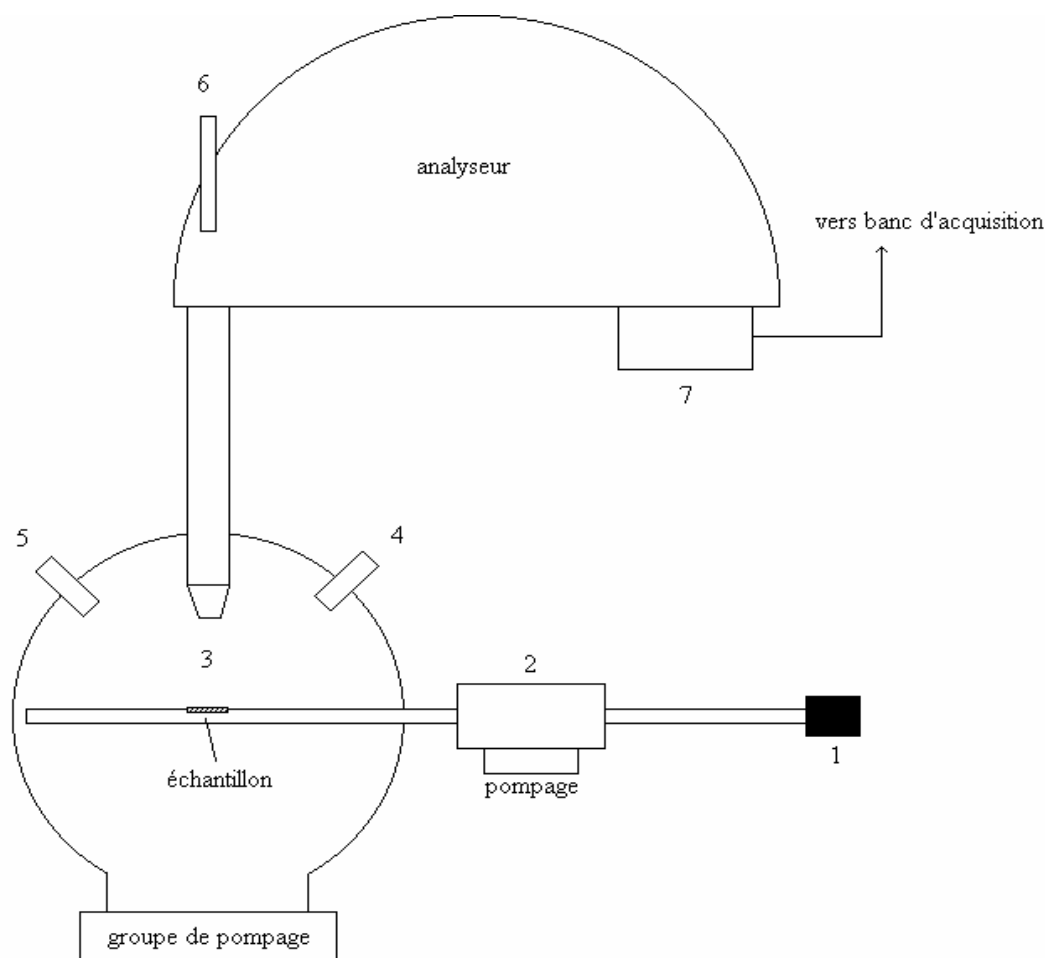 6
analyseur
vers banc d'acquisition
7
5
4
3
2
1
échantillon
pompage
groupe de pompage